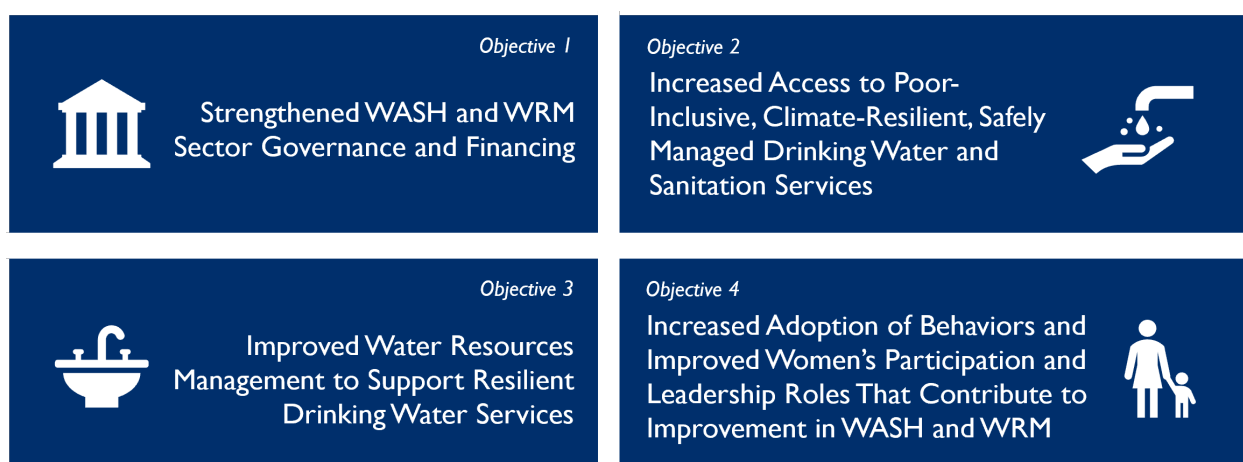 Objective 1
Strengthened WASH and WRM
Sector Governance and Financing
Objective 2
Increased Access to Poor-
Inclusive, Climate-Resilient, Safely
Managed Drinking Water and
Sanitation Services
Objective 3
Improved Water Resources
Management to Support Resilient
Drinking Water Services
Objective 4
Increased Adoption of Behaviors and
Improved Women's Participation and
Leadership Roles That Contribute to
Improvement in WASH and WRM